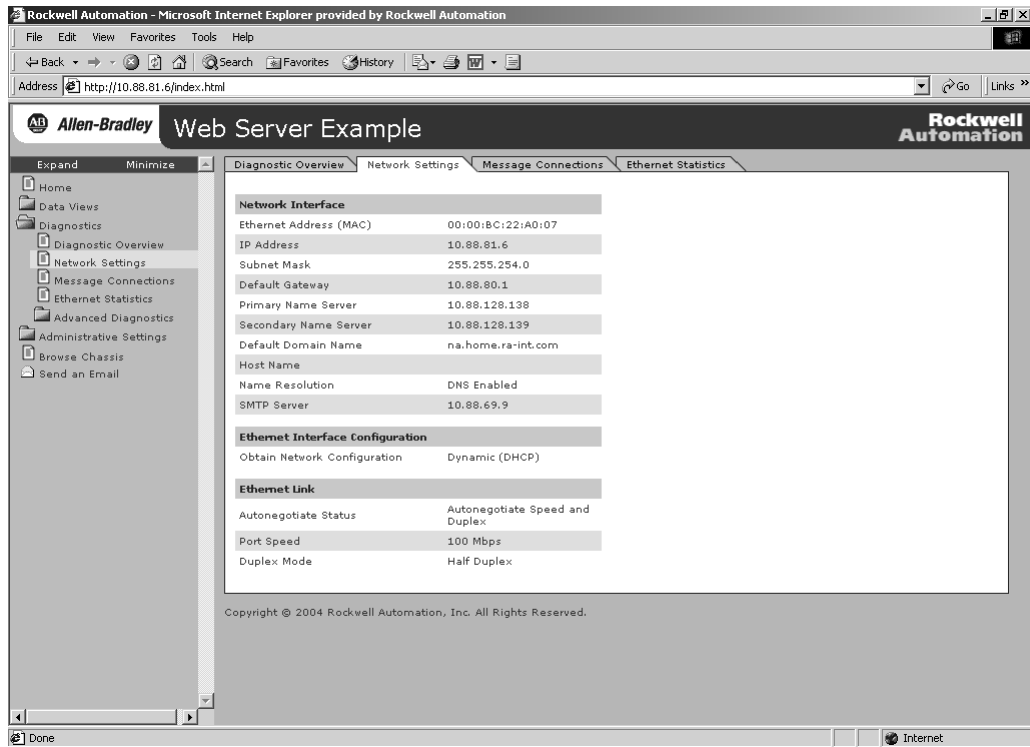 Rockwell Automation - Microsoft Internet Explorer provided by Rockwell Automation
File Edit View Favorites Tools Help
Back Search Favorites History
Address http://10.88.81.6/index.html Go Links »
AB Allen-Bradley Web Server Example Rockwell Automation
Expand Minimize
Home
Data Views
Diagnostics
Diagnostic Overview
Network Settings
Message Connections
Ethernet Statistics
Advanced Diagnostics
Administrative Settings
Browse Chassis
Send an Email
Diagnostic Overview Network Settings Message Connections Ethernet Statistics
Network Interface
Ethernet Address (MAC) 00:00:BC:22:A0:07
IP Address 10.88.81.6
Subnet Mask 255.255.254.0
Default Gateway 10.88.80.1
Primary Name Server 10.88.128.138
Secondary Name Server 10.88.128.139
Default Domain Name na.home.ra-int.com
Host Name
Name Resolution DNS Enabled
SMTP Server 10.88.69.9
Ethernet Interface Configuration
Obtain Network Configuration Dynamic (DHCP)
Ethernet Link
Autonegotiate Status Autonegotiate Speed and Duplex
Port Speed 100 Mbps
Duplex Mode Half Duplex
Copyright © 2004 Rockwell Automation, Inc. All Rights Reserved.
Done Internet